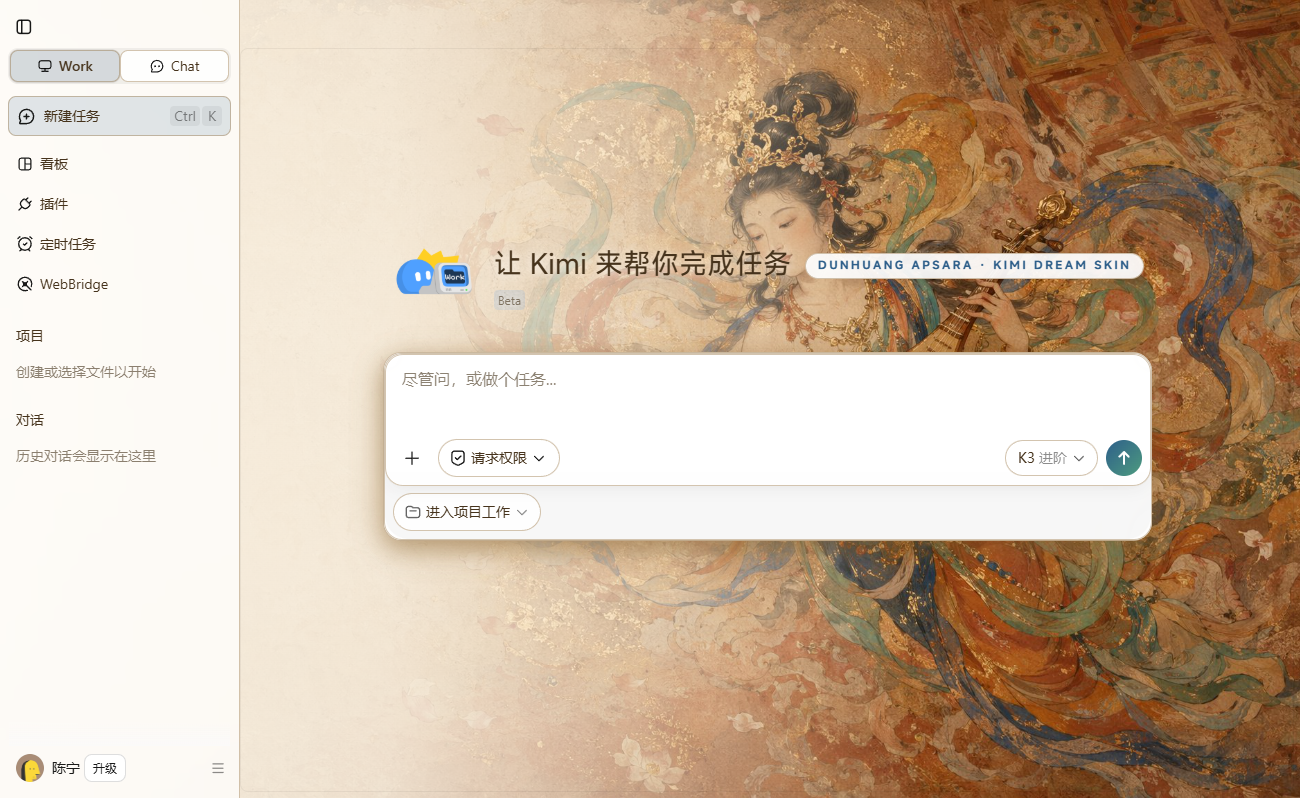 Work
Chat
新建任务 Ctrl K
看板
插件
定时任务
WebBridge
项目
创建或选择文件以开始
对话
历史对话会显示在这里
陈宁 升级
Work
让 Kimi 来帮你完成任务
DUNHUANG APSARA · KIMI DREAM SKIN
Beta
尽管问，或做个任务...
请求权限
K3 进阶
进入项目工作